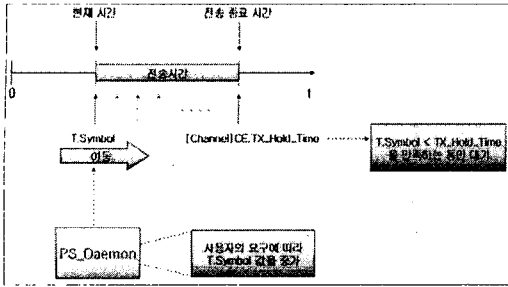 현재 시간
전송 종료 시간
전송시간
0
t
T.Symbol
이동
[Channel]CE.TX_Hold_Time
T.Symbol < TX_Hold_Time
을 만족하는 동안 대기
PS_Daemon
사용자의 요구에 따라
T.Symbol 값을 증가